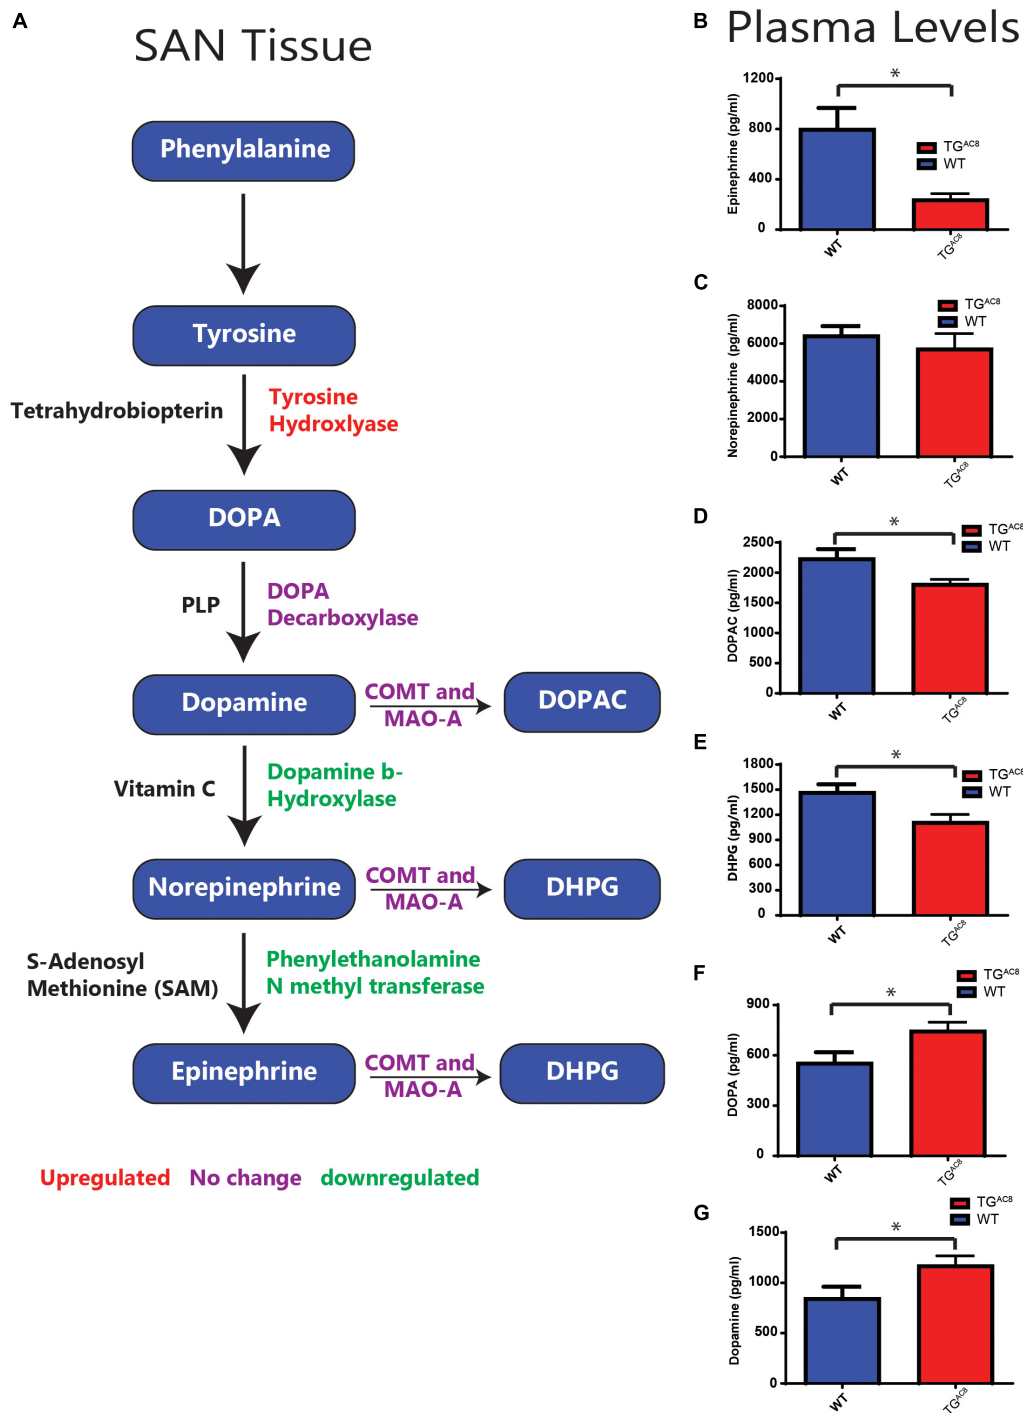 A
SAN Tissue
Phenylalanine
Tyrosine
Tetrahydrobiopterin
Tyrosine
Hydroxlyase
DOPA
PLP
DOPA
Decarboxylase
Dopamine
COMT and
MAO-A
DOPAC
Vitamin C
Dopamine b-
Hydroxylase
Norepinephrine
COMT and
MAO-A
DHPG
S-Adenosyl
Methionine (SAM)
Phenylethanolamine
N methyl transferase
Epinephrine
COMT and
MAO-A
DHPG
Upregulated No change downregulated
B
Plasma Levels
Epinephrine (pg/ml)
1200
800
400
0
*
TGAC8
WT
WT
TGAC8
C
Norepinephrine (pg/ml)
8000
6000
4000
2000
0
TGAC8
WT
WT
TGAC8
D
DOPAC (pg/ml)
2500
2000
1500
1000
500
0
*
TGAC8
WT
WT
TGAC8
E
DHPG (pg/ml)
1800
1500
1200
900
600
300
0
*
TGAC8
WT
WT
TGAC8
F
DOPA (pg/ml)
900
600
300
0
*
TGAC8
WT
WT
TGAC8
G
Dopamine (pg/ml)
1500
1000
500
0
*
TGAC8
WT
WT
TGAC8